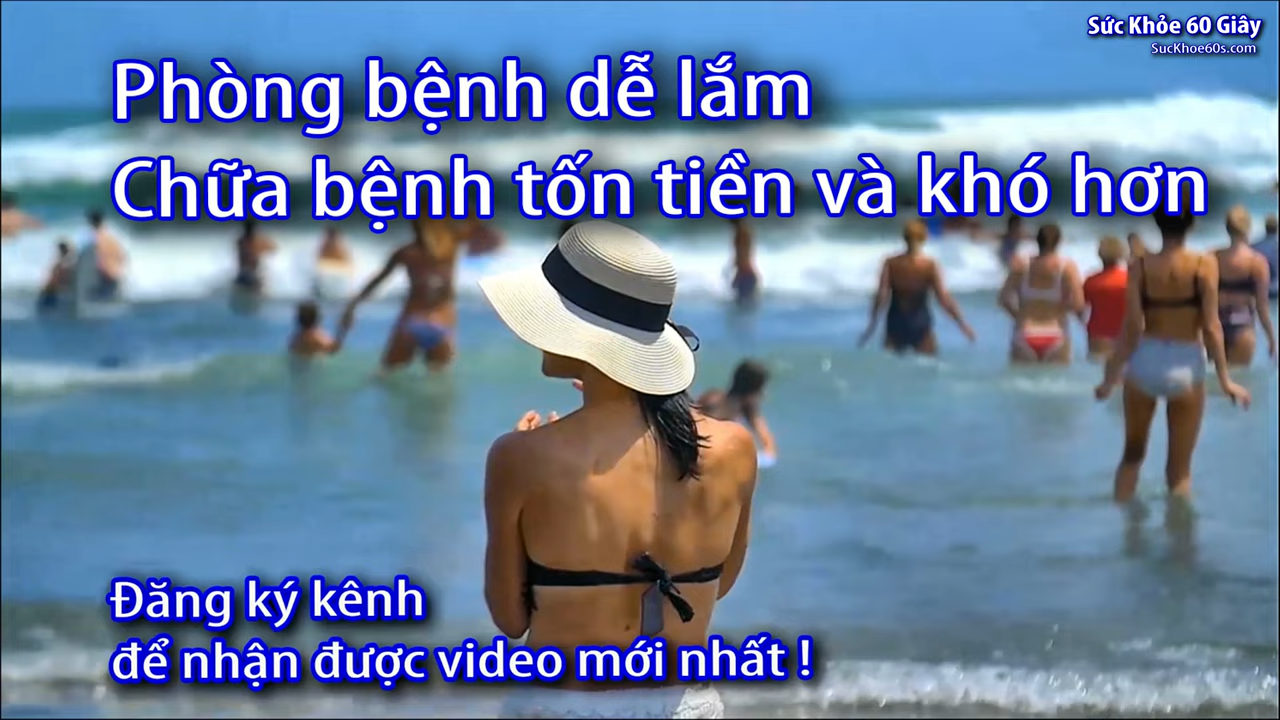 Sức Khỏe 60 Giây
SucKhoe60s.com
Phòng bệnh dễ lắm
Chữa bệnh tốn tiền và khó hơn
Đăng ký kênh
để nhận được video mới nhất !